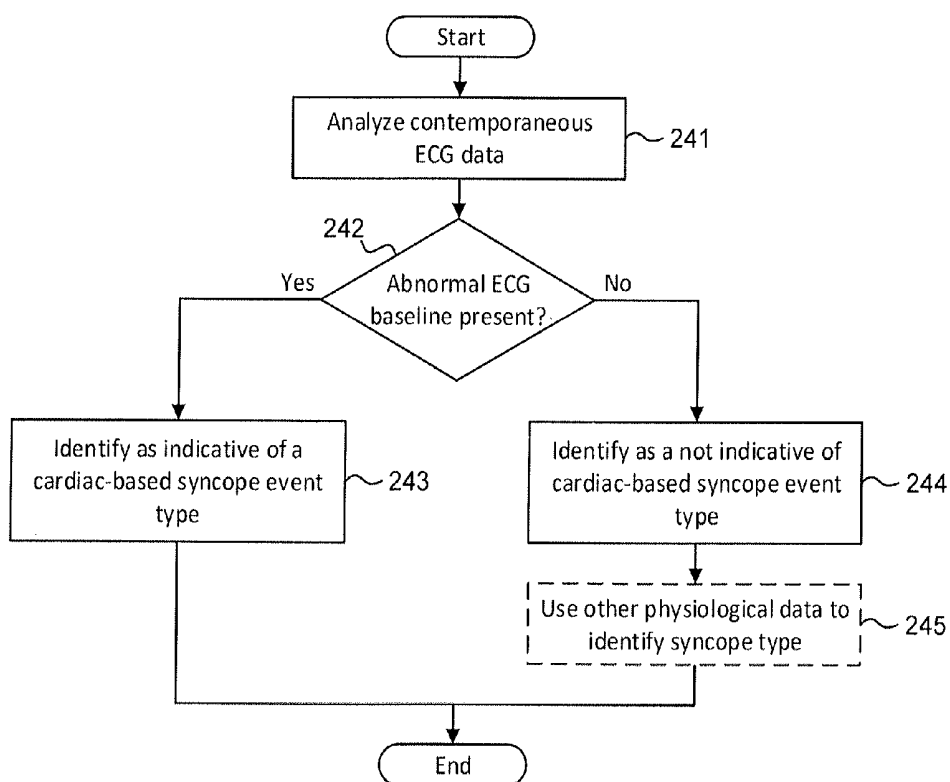 Start
Analyze contemporaneous
ECG data
241
242
Yes
Abnormal ECG
baseline present?
No
Identify as indicative of a
cardiac-based syncope event
type
243
Identify as a not indicative of
cardiac-based syncope event
type
244
Use other physiological data to
identify syncope type
245
End